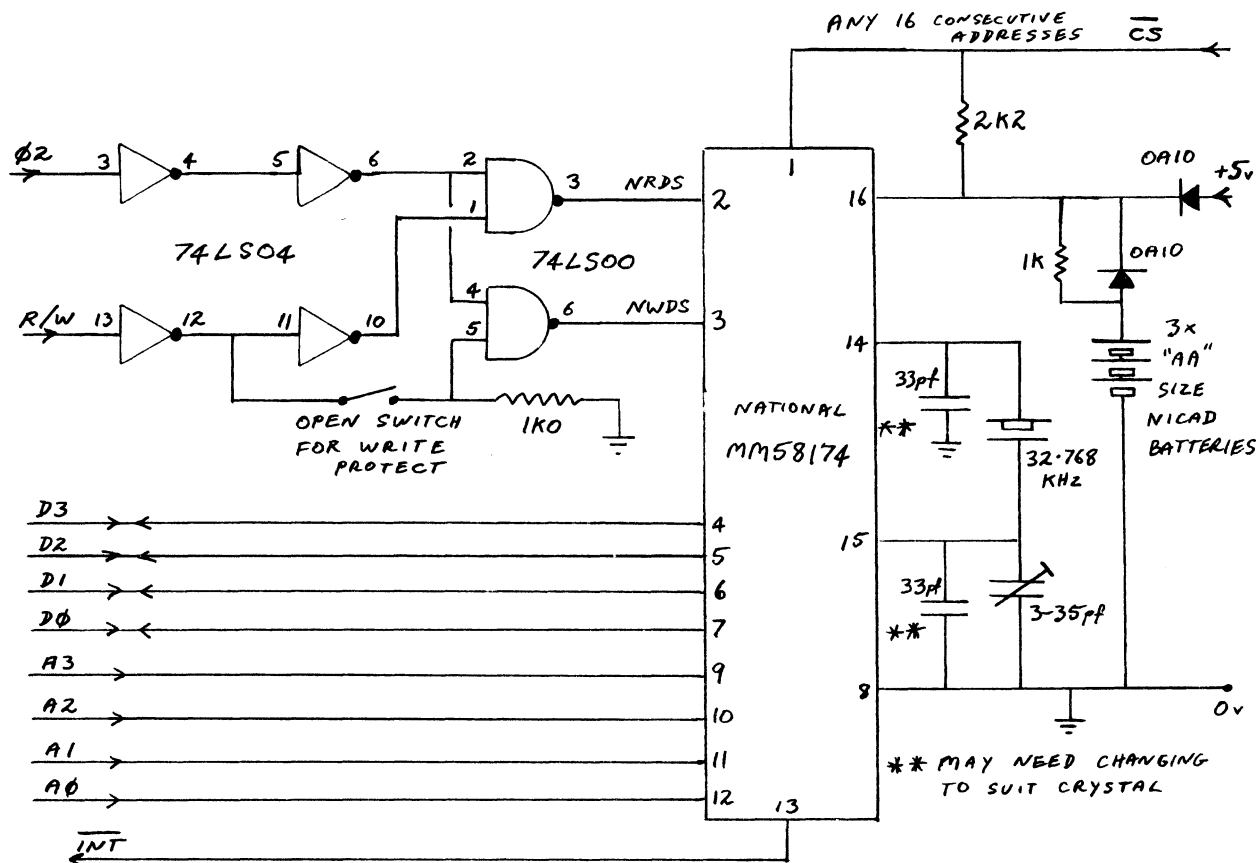 ANY 16 CONSECUTIVE
ADDRESSES
CS
2K2
OA10
+5v
φ2
3
4
5
6
2
1
3
NRDS
2
1
16
74LS04
74LS00
1K
OA10
R/W
13
12
11
10
4
5
6
NWDS
3
14
3x
"AA"
SIZE
NICAD
BATTERIES
33pf
**
OPEN SWITCH
FOR WRITE
PROTECT
1K0
NATIONAL
MM58174
32·768
KHz
D3
4
D2
5
D1
6
Dφ
7
A3
9
A2
10
A1
11
Aφ
12
15
33pf
**
3-35pf
8
0v
13
INT
** MAY NEED CHANGING
TO SUIT CRYSTAL